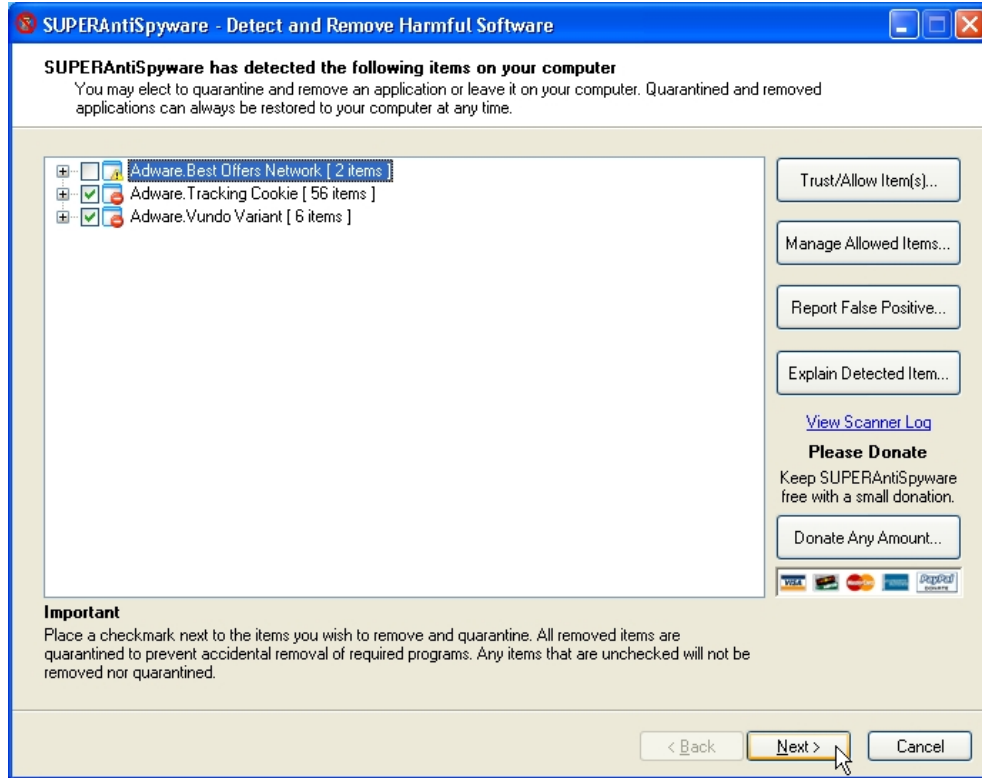 SUPERAntiSpyware - Detect and Remove Harmful Software
SUPERAntiSpyware has detected the following items on your computer
You may elect to quarantine and remove an application or leave it on your computer. Quarantined and removed
applications can always be restored to your computer at any time.
Adware.Best Offers Network [ 2 items ]
Adware.Tracking Cookie [ 56 items ]
Adware.Vundo Variant [ 6 items ]
Trust/Allow Item(s)...
Manage Allowed Items...
Report False Positive...
Explain Detected Item...
View Scanner Log
Please Donate
Keep SUPERAntiSpyware
free with a small donation.
Donate Any Amount...
VISA
PayPal
DONATE
Important
Place a checkmark next to the items you wish to remove and quarantine. All removed items are
quarantined to prevent accidental removal of required programs. Any items that are unchecked will not be
removed nor quarantined.
< Back
Next >
Cancel